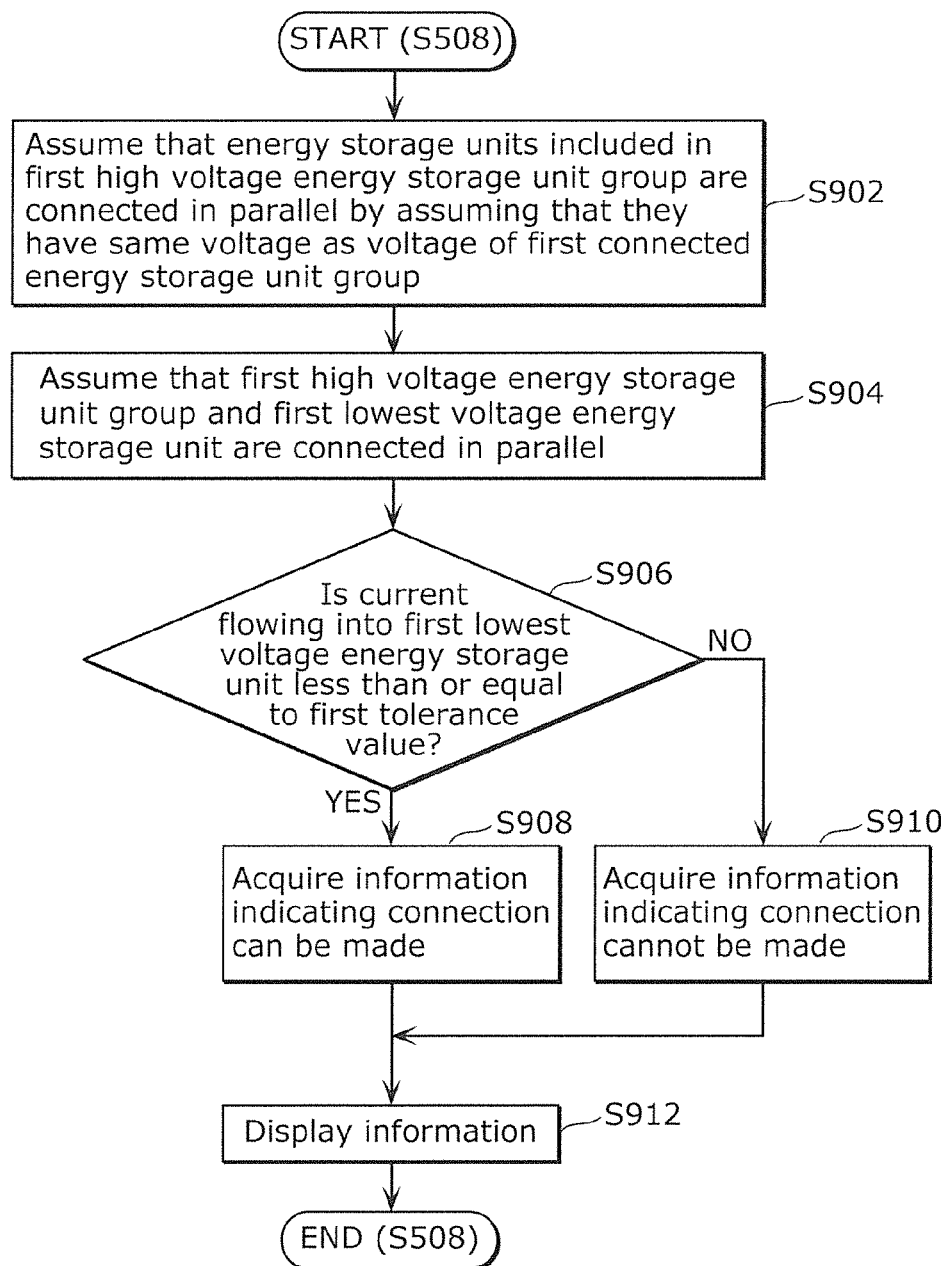 START (S508)
Assume that energy storage units included in
first high voltage energy storage unit group are
connected in parallel by assuming that they
have same voltage as voltage of first connected
energy storage unit group
S902
Assume that first high voltage energy storage
unit group and first lowest voltage energy
storage unit are connected in parallel
S904
Is current
flowing into first lowest
voltage energy storage
unit less than or equal
to first tolerance
value?
S906
NO
YES
S908
Acquire information
indicating connection
can be made
S910
Acquire information
indicating connection
cannot be made
Display information
S912
END (S508)